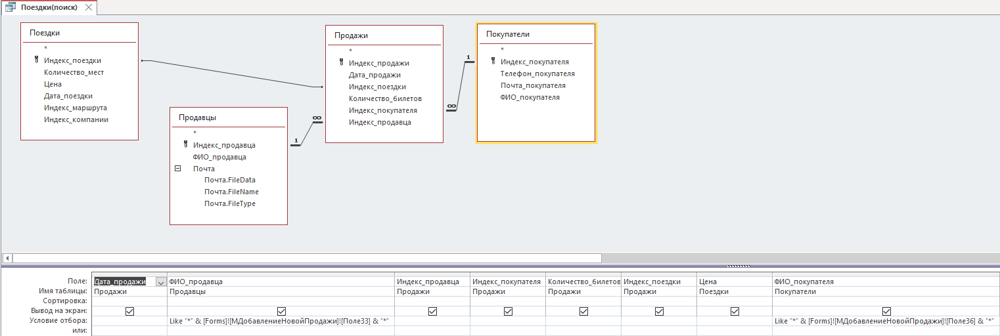 Поездки(поиск)
Поездки
*
Индекс_поездки
Количество_мест
Цена
Дата_поездки
Индекс_маршрута
Индекс_компании
Продавцы
*
Индекс_продавца
ФИО_продавца
Почта
Почта.FileData
Почта.FileName
Почта.FileType
1
∞
Продажи
*
Индекс_продажи
Дата_продажи
Индекс_поездки
Количество_билетов
Индекс_покупателя
Индекс_продавца
∞
1
Покупатели
*
Индекс_покупателя
Телефон_покупателя
Почта_покупателя
ФИО_покупателя
Поле: Дата_продажи ФИО_продавца Индекс_продавца Индекс_покупателя Количество_билетов Индекс_поездки Цена ФИО_покупателя
Имя таблицы: Продажи Продавцы Продажи Продажи Продажи Продажи Поездки Покупатели
Сортировка:
Вывод на экран:
Условие отбора: Like "*" & [Forms]![МДобавлениеНовойПродажи]![Поле33] & "*" Like "*" & [Forms]![МДобавлениеНовойПродажи]![Поле36] & "*"
или: